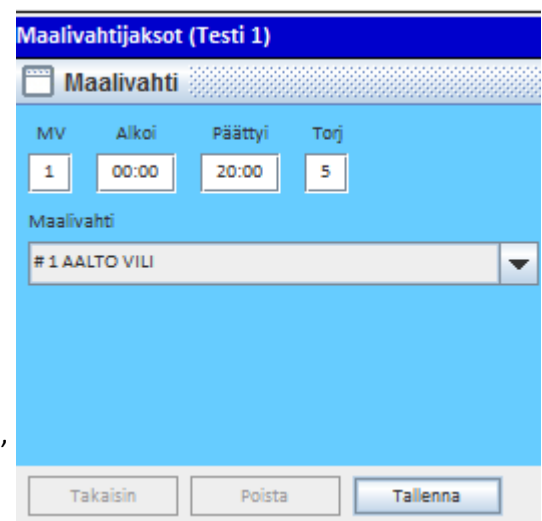 Maalivahtijaksot (Testi 1)
Maalivahti
MV Alkoi Päättyi Torj
1 00:00 20:00 5
Maalivahti
# 1 AALTO VILI
,
Takaisin Poista Tallenna